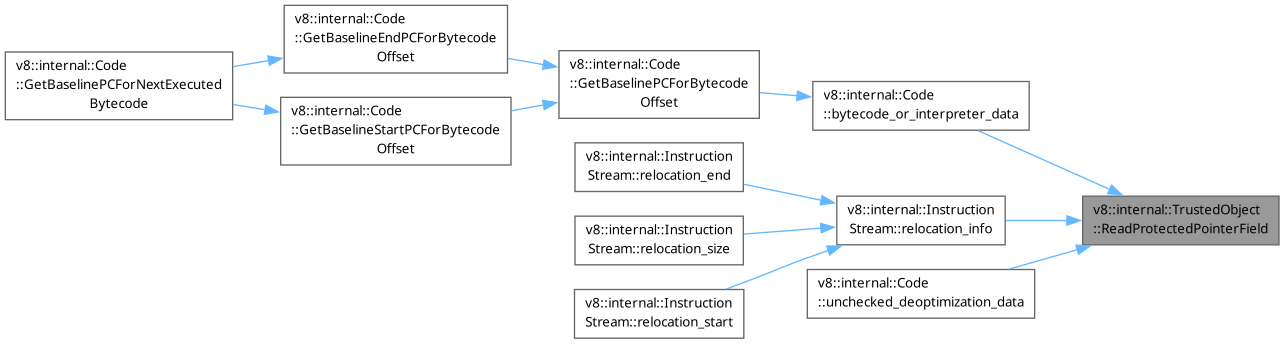 v8::internal::Code
::GetBaselineEndPCForBytecode
Offset
v8::internal::Code
::GetBaselinePCForNextExecuted
Bytecode
v8::internal::Code
::GetBaselineStartPCForBytecode
Offset
v8::internal::Code
::GetBaselinePCForBytecode
Offset
v8::internal::Code
::bytecode_or_interpreter_data
v8::internal::Instruction
Stream::relocation_end
v8::internal::Instruction
Stream::relocation_size
v8::internal::Instruction
Stream::relocation_start
v8::internal::Instruction
Stream::relocation_info
v8::internal::Code
::unchecked_deoptimization_data
v8::internal::TrustedObject
::ReadProtectedPointerField